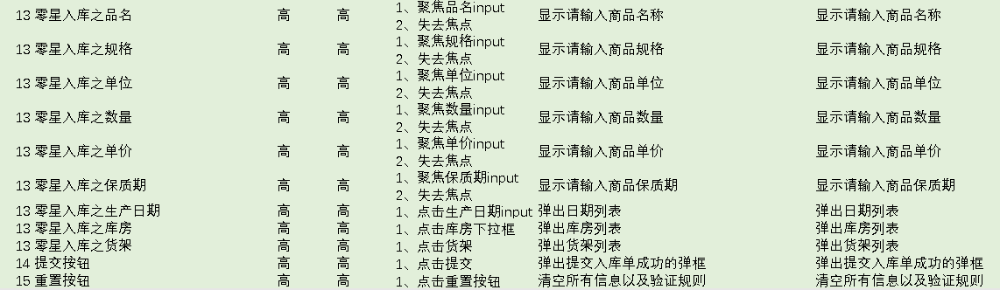 13 零星入库之品名 高 高 1、聚焦品名input 2、失去焦点 显示请输入商品名称 显示请输入商品名称
13 零星入库之规格 高 高 1、聚焦规格input 2、失去焦点 显示请输入商品规格 显示请输入商品规格
13 零星入库之单位 高 高 1、聚焦单位input 2、失去焦点 显示请输入商品单位 显示请输入商品单位
13 零星入库之数量 高 高 1、聚焦数量input 2、失去焦点 显示请输入商品数量 显示请输入商品数量
13 零星入库之单价 高 高 1、聚焦单价input 2、失去焦点 显示请输入商品单价 显示请输入商品单价
13 零星入库之保质期 高 高 1、聚焦保质期input 2、失去焦点 显示请输入商品保质期 显示请输入商品保质期
13 零星入库之生产日期 高 高 1、点击生产日期input 弹出日期列表 弹出日期列表
13 零星入库之库房 高 高 1、点击库房下拉框 弹出库房列表 弹出库房列表
13 零星入库之货架 高 高 1、点击货架 弹出货架列表 弹出货架列表
14 提交按钮 高 高 1、点击提交 弹出提交入库单成功的弹框 弹出提交入库单成功的弹框
15 重置按钮 高 高 1、点击重置按钮 清空所有信息以及验证规则 清空所有信息以及验证规则